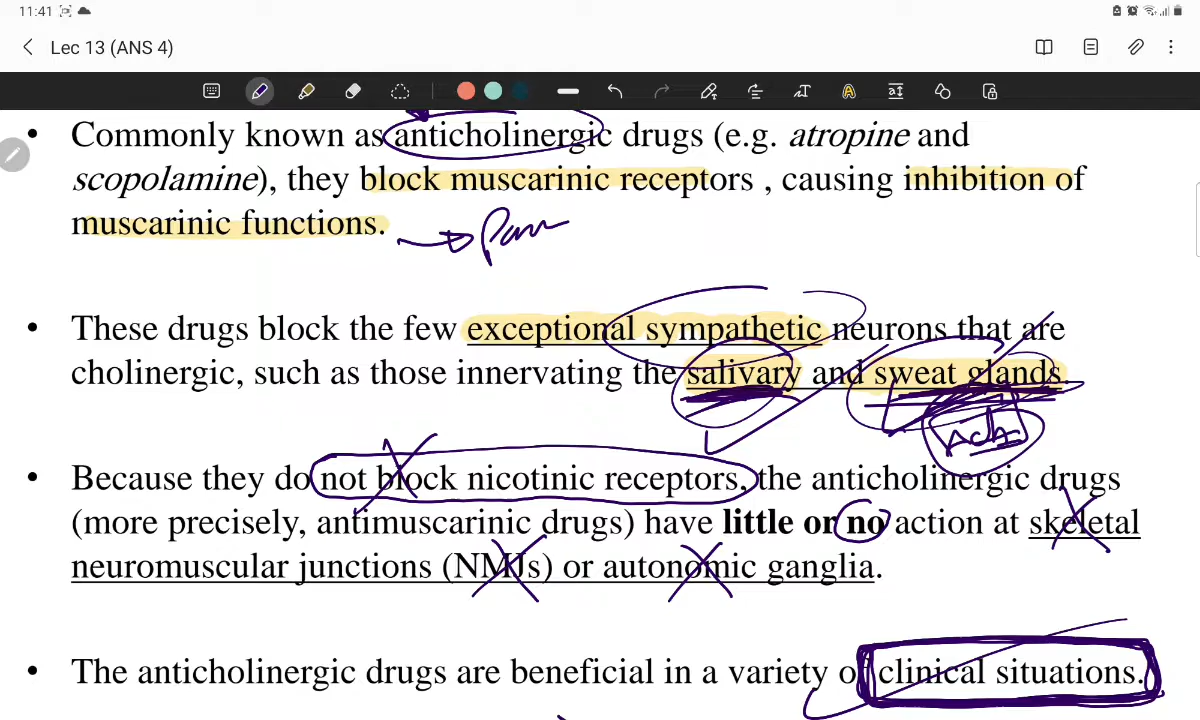 11:41
Lec 13 (ANS 4)
• Commonly known as anticholinergic drugs (e.g. atropine and
scopolamine), they block muscarinic receptors , causing inhibition of
muscarinic functions.
• These drugs block the few exceptional sympathetic neurons that are
cholinergic, such as those innervating the salivary and sweat glands.
• Because they do not block nicotinic receptors, the anticholinergic drugs
(more precisely, antimuscarinic drugs) have little or no action at skeletal
neuromuscular junctions (NMJs) or autonomic ganglia.
• The anticholinergic drugs are beneficial in a variety of clinical situations.